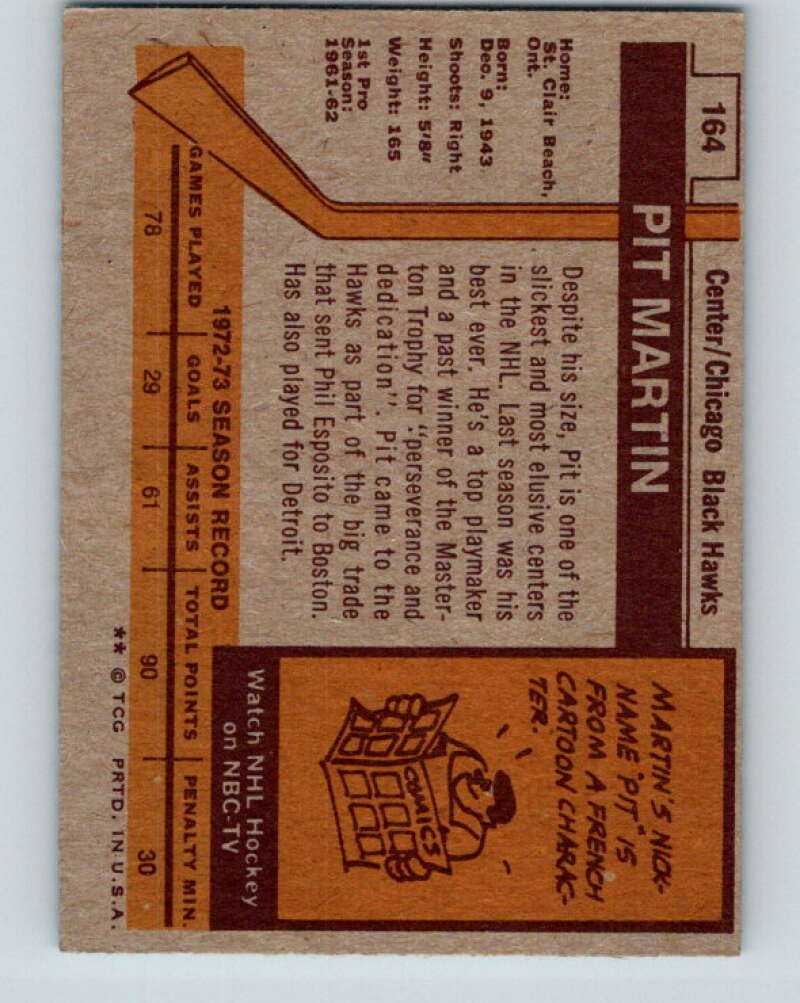 164
Center/Chicago Black Hawks
PIT MARTIN
Home:
St. Clair Beach,
Ont.
Born:
Dec. 9, 1943
Shoots: Right
Height: 5'8"
Weight: 165
1st Pro
Season:
1961-62
Despite his size, Pit is one of the
slickest and most elusive centers
in the NHL. Last season was his
best ever. He's a top playmaker
and a past winner of the Master-
ton Trophy for "perseverance and
dedication". Pit came to the
Hawks as part of the big trade
that sent Phil Esposito to Boston.
Has also played for Detroit.
MARTIN'S NICK-
NAME "PIT" IS
FROM A FRENCH
CARTOON CHARAC-
TER.
COMICS
Watch NHL Hockey
on NBC-TV
1972-73 SEASON RECORD
GAMES PLAYED GOALS ASSISTS TOTAL POINTS PENALTY MIN.
78 29 61 90 30
** © TCG PRTD. IN U.S.A.